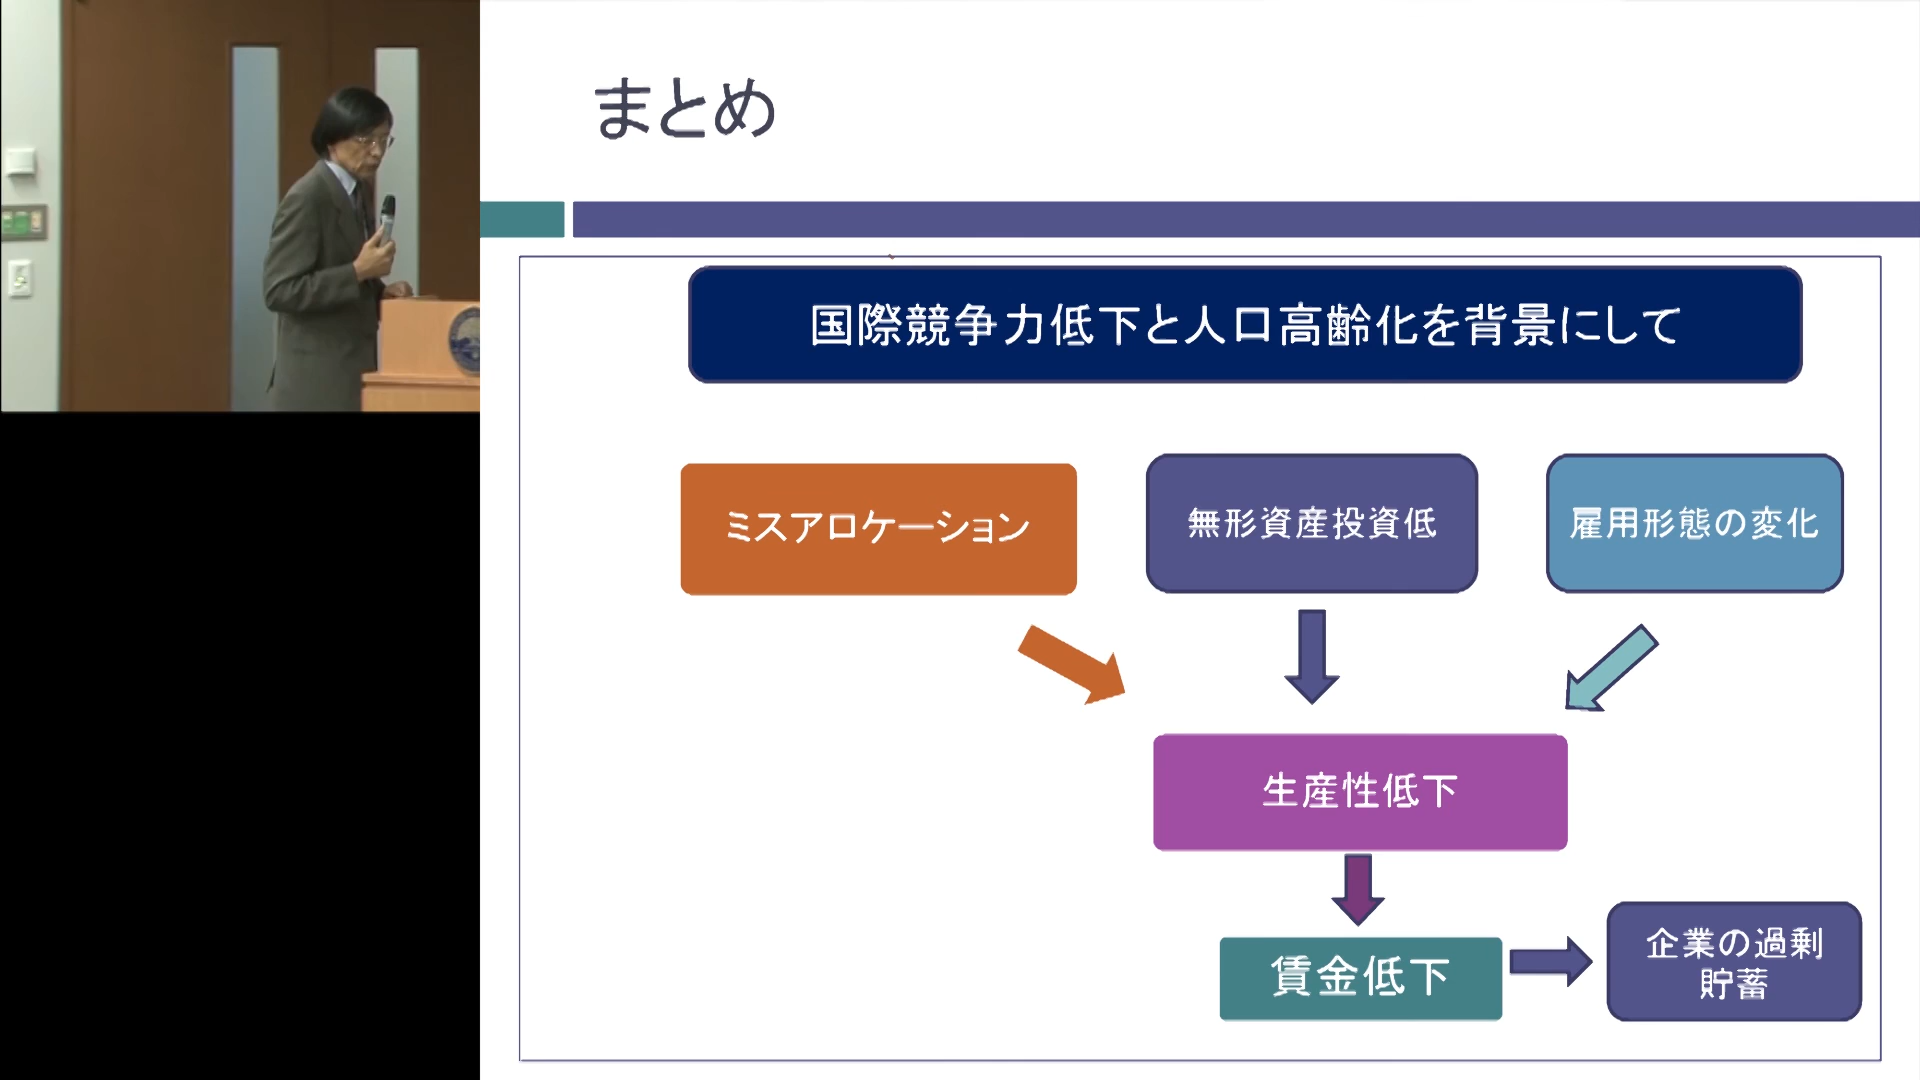 まとめ
国際競争力低下と人口高齢化を背景にして
ミスアロケーション
無形資産投資低
雇用形態の変化
生産性低下
賃金低下
企業の過剰
貯蓄